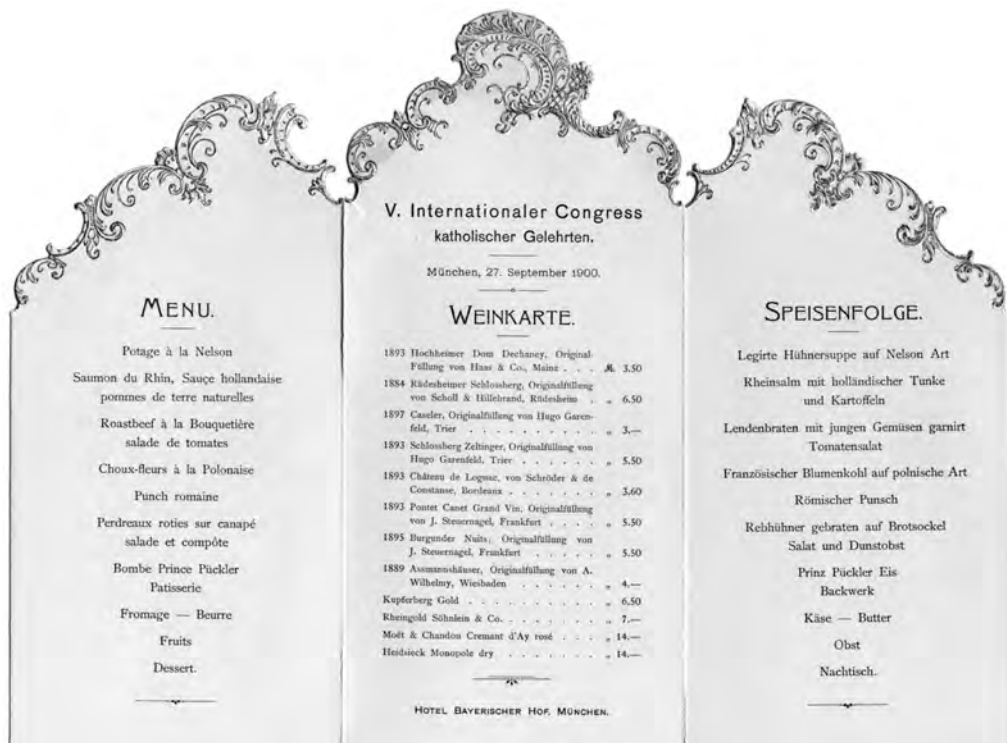 MENU.
Potage à la Nelson
Saumon du Rhin, Sauçe hollandaise
pommes de terre naturelles
Roastbeef à la Bouquetière
salade de tomates
Choux-fleurs à la Polonaise
Punch romaine
Perdreaux roties sur canapé
salade et compôte
Bombe Prince Pückler
Patisserie
Fromage — Beurre
Fruits
Dessert.
V. Internationaler Congress
katholischer Gelehrten.
München, 27. September 1900.
WEINKARTE.
1893 Hochheimer Dom Dechaney, Original-
Füllung von Haas & Co., Mainz . . . M. 3.50
1884 Rüdesheimer Schlossberg, Originalfüllung
von Scholl & Hillebrand, Rüdesheim . „ 6.50
1897 Caseler, Originalfüllung von Hugo Garen-
feld, Trier . . . . . . . . . . „ 3.—
1893 Schlossberg Zeltinger, Originalfüllung von
Hugo Garenfeld, Trier . . . . . . „ 5.50
1893 Château de Lognac, von Schröder & de
Constanse, Bordeaux . . . . . . . „ 3.60
1893 Pontet Canet Grand Vin, Originalfüllung
von J. Steuernagel, Frankfurt . . . . „ 5.50
1895 Burgunder Nuits, Originalfüllung von
J. Steuernagel, Frankfurt . . . . . „ 5.50
1889 Assmannshäuser, Originalfüllung von A.
Wilhelmy, Wiesbaden . . . . . . „ 4.—
Kupferberg Gold . . . . . . . . . „ 6.50
Rheingold Söhnlein & Co. . . . . . . „ 7.—
Moët & Chandon Cremant d'Ay rosé . . . „ 14.—
Heidsieck Monopole dry . . . . . . . „ 14.—
HOTEL BAYERISCHER HOF, MÜNCHEN.
SPEISENFOLGE.
Legirte Hühnersuppe auf Nelson Art
Rheinsalm mit holländischer Tunke
und Kartoffeln
Lendenbraten mit jungen Gemüsen garnirt
Tomatensalat
Französischer Blumenkohl auf polnische Art
Römischer Punsch
Rebhühner gebraten auf Brotsockel
Salat und Dunstobst
Prinz Pückler Eis
Backwerk
Käse — Butter
Obst
Nachtisch.